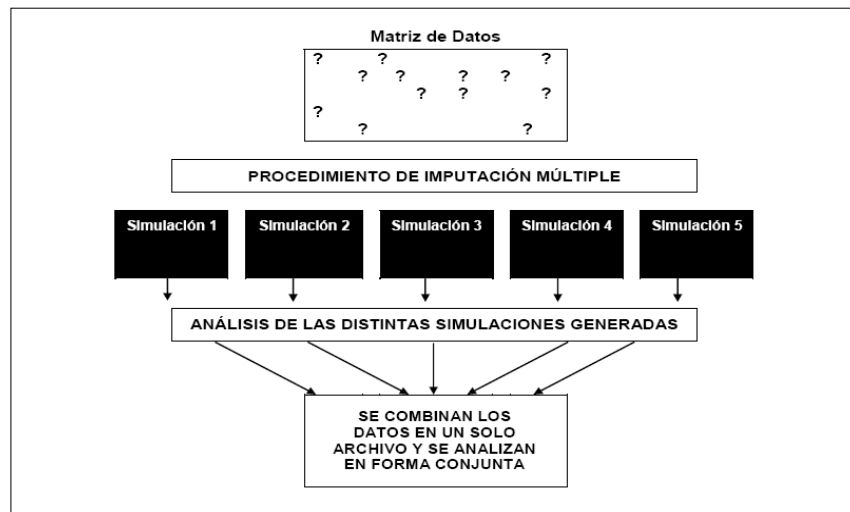 Matriz de Datos
? ? ?
? ? ? ?
? ? ?
?
? ?
PROCEDIMIENTO DE IMPUTACIÓN MÚLTIPLE
Simulación 1 Simulación 2 Simulación 3 Simulación 4 Simulación 5
ANÁLISIS DE LAS DISTINTAS SIMULACIONES GENERADAS
SE COMBINAN LOS
DATOS EN UN SOLO
ARCHIVO Y SE ANALIZAN
EN FORMA CONJUNTA